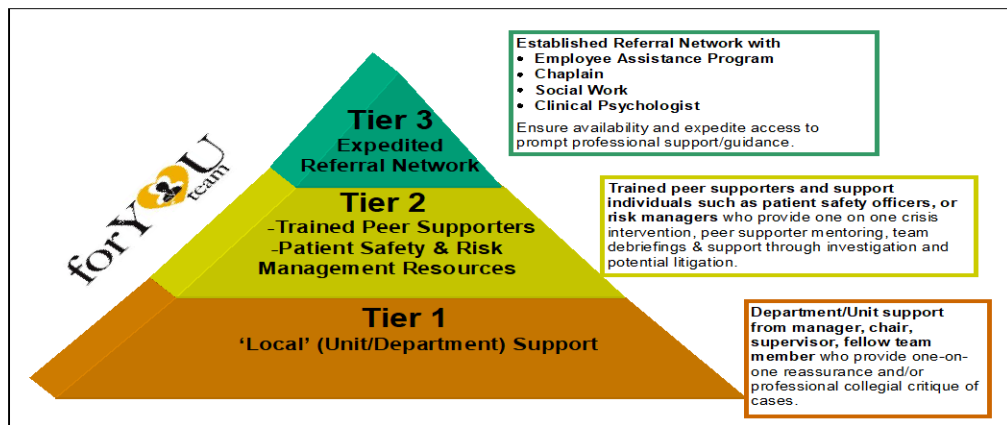 Established Referral Network with
• Employee Assistance Program
• Chaplain
• Social Work
• Clinical Psychologist
Ensure availability and expedite access to
prompt professional support/guidance.
Tier 3
Expedited
Referral Network
forYOU
team
Trained peer supporters and support
individuals such as patient safety officers, or
risk managers who provide one on one crisis
intervention, peer supporter mentoring, team
debriefings & support through investigation and
potential litigation.
Tier 2
-Trained Peer Supporters
-Patient Safety & Risk
Management Resources
Department/Unit support
from manager, chair,
supervisor, fellow team
member who provide one-on-
one reassurance and/or
professional collegial critique of
cases.
Tier 1
‘Local’ (Unit/Department) Support